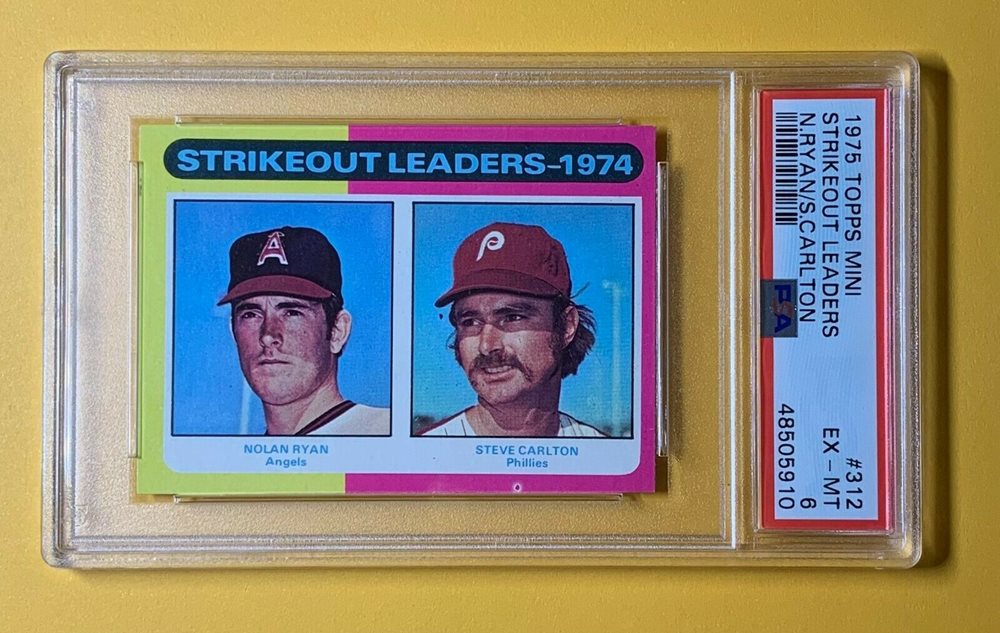 STRIKEOUT LEADERS-1974
A
P
NOLAN RYAN
Angels
STEVE CARLTON
Phillies
1975 TOPPS MINI #312
STRIKEOUT LEADERS EX - MT
N.RYAN/S.CARLTON 6
PSA
48505910